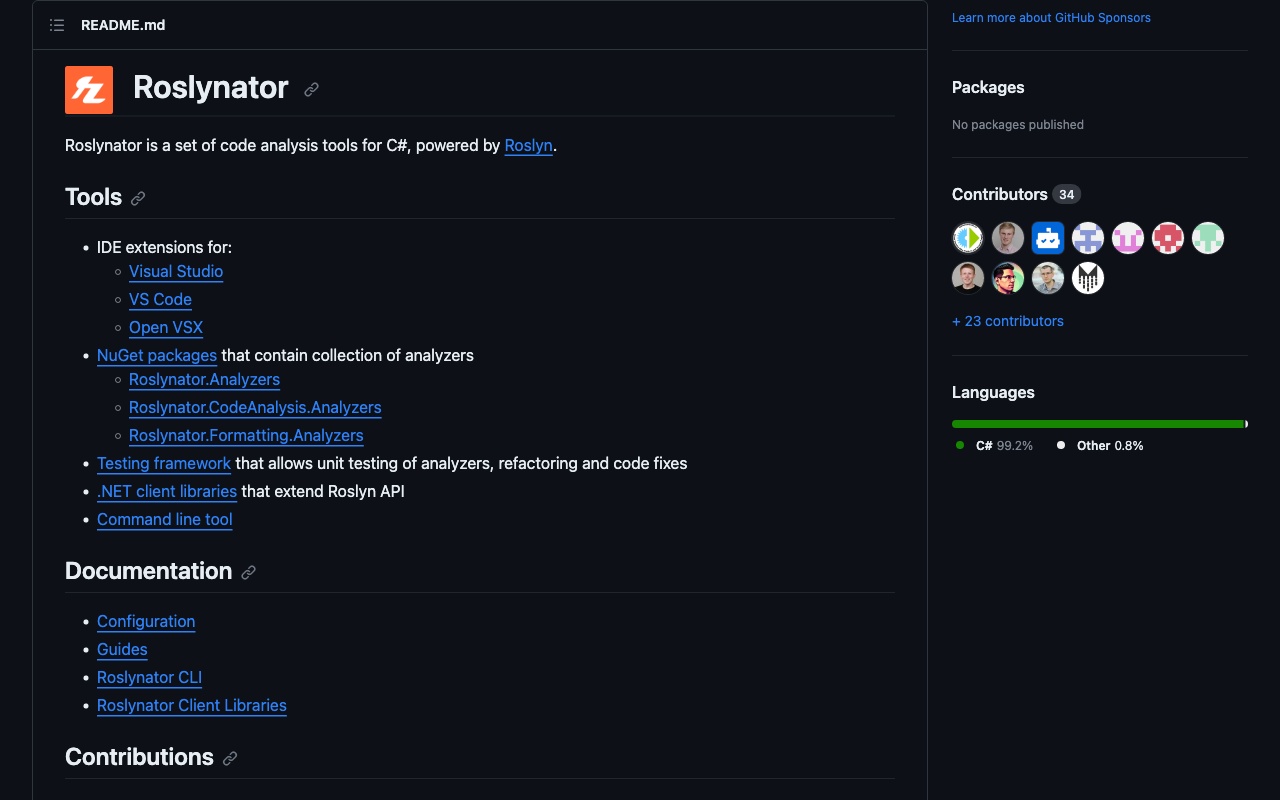 README.md
Roslynator
Roslynator is a set of code analysis tools for C#, powered by Roslyn.
Tools
IDE extensions for:
Visual Studio
VS Code
Open VSX
NuGet packages that contain collection of analyzers
Roslynator.Analyzers
Roslynator.CodeAnalysis.Analyzers
Roslynator.Formatting.Analyzers
Testing framework that allows unit testing of analyzers, refactoring and code fixes
.NET client libraries that extend Roslyn API
Command line tool
Documentation
Configuration
Guides
Roslynator CLI
Roslynator Client Libraries
Contributions
Learn more about GitHub Sponsors
Packages
No packages published
Contributors 34
+ 23 contributors
Languages
C# 99.2% Other 0.8%